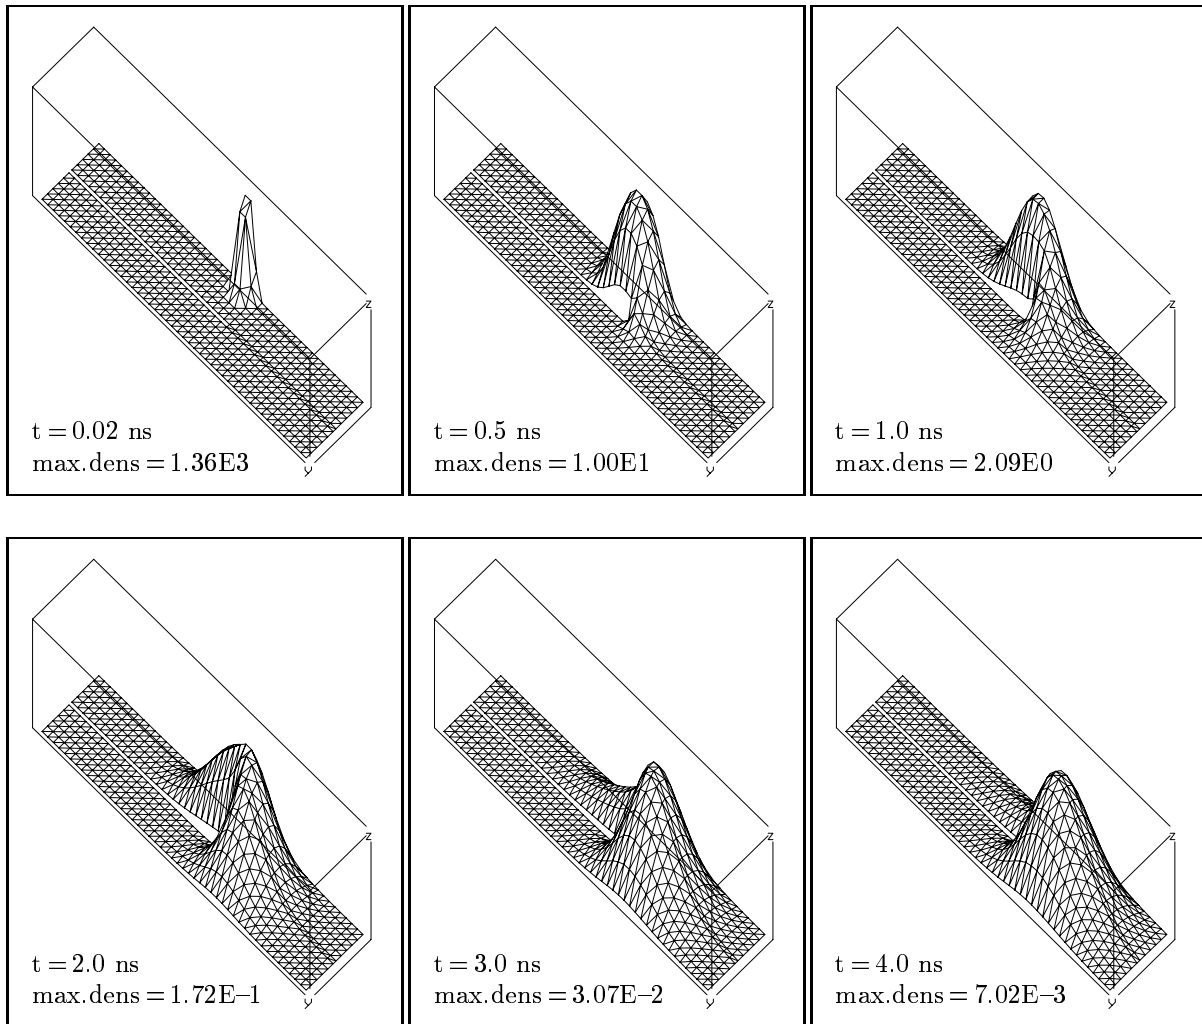 z
t=0.02 ns
max.dens=1.36E3
y
z
t=0.5 ns
max.dens=1.00E1
y
z
t=1.0 ns
max.dens=2.09E0
y
z
t=2.0 ns
max.dens=1.72E–1
y
z
t=3.0 ns
max.dens=3.07E–2
y
z
t=4.0 ns
max.dens=7.02E–3
y